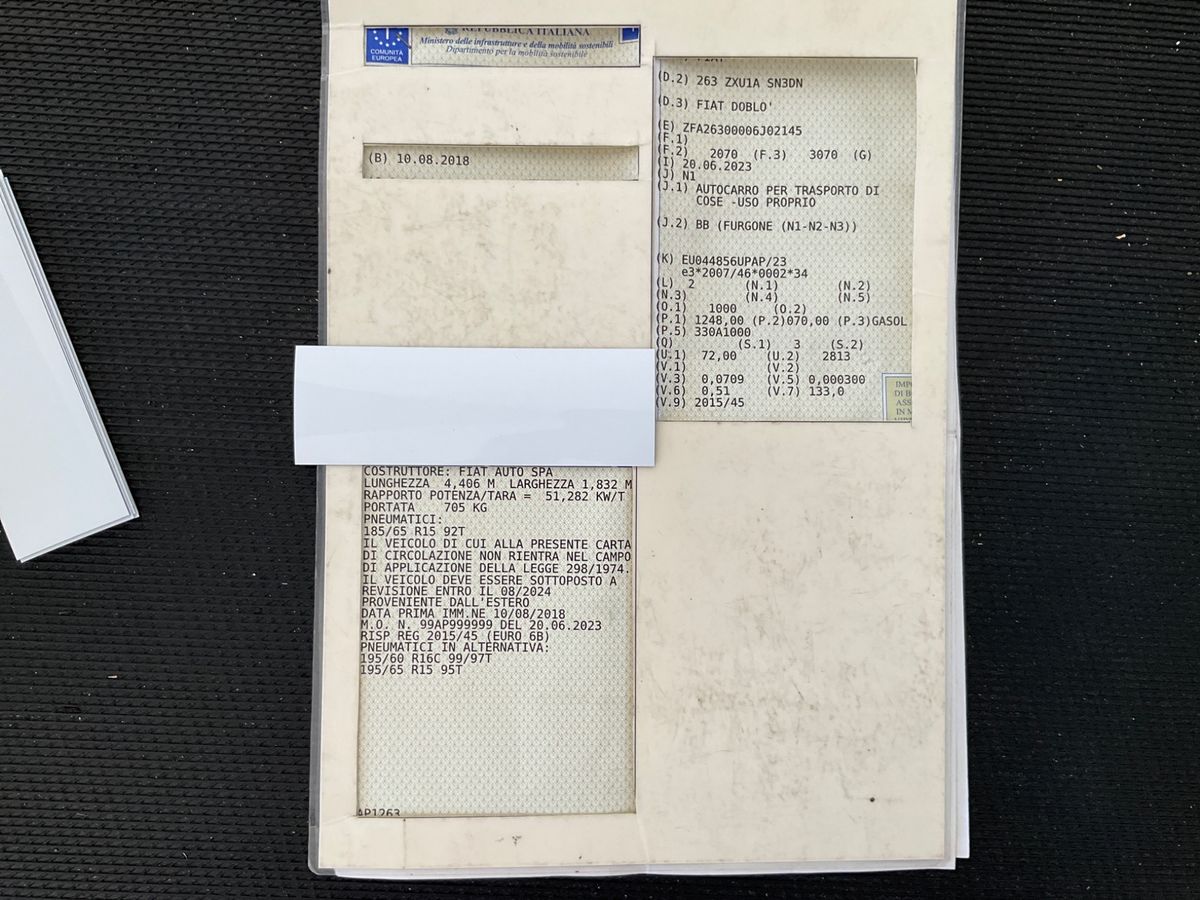 REPUBBLICA ITALIANA
COMUNITÀ
EUROPEA
Ministero delle infrastrutture e della mobilità sostenibili
Dipartimento per la mobilità sostenibile
(B) 10.08.2018
COSTRUTTORE: FIAT AUTO SPA
LUNGHEZZA 4,406 M LARGHEZZA 1,832 M
RAPPORTO POTENZA/TARA = 51,282 KW/T
PORTATA 705 KG
PNEUMATICI:
185/65 R15 92T
IL VEICOLO DI CUI ALLA PRESENTE CARTA
DI CIRCOLAZIONE NON RIENTRA NEL CAMPO
DI APPLICAZIONE DELLA LEGGE 298/1974.
IL VEICOLO DEVE ESSERE SOTTOPOSTO A
REVISIONE ENTRO IL 08/2024
PROVENIENTE DALL'ESTERO
DATA PRIMA IMM.NE 10/08/2018
M.O. N. 99AP999999 DEL 20.06.2023
RISP REG 2015/45 (EURO 6B)
PNEUMATICI IN ALTERNATIVA:
195/60 R16C 99/97T
195/65 R15 95T
AP1263
(D.2) 263 ZXU1A SN3DN
(D.3) FIAT DOBLO'
(E) ZFA26300006J02145
(F.1)
(F.2) 2070 (F.3) 3070 (G)
(I) 20.06.2023
(J) N1
(J.1) AUTOCARRO PER TRASPORTO DI
COSE -USO PROPRIO
(J.2) BB (FURGONE (N1-N2-N3))
(K) EU044856UPAP/23
e3*2007/46*0002*34
(L) 2 (N.1) (N.2)
(N.3) (N.4) (N.5)
(O.1) 1000 (O.2)
(P.1) 1248,00 (P.2)070,00 (P.3)GASOL
(P.5) 330A1000
(Q) (S.1) 3 (S.2)
(U.1) 72,00 (U.2) 2813
(V.1) (V.2)
(V.3) 0,0709 (V.5) 0,000300
(V.6) 0,51 (V.7) 133,0
(V.9) 2015/45
IMP
DI B
ASS
IN M